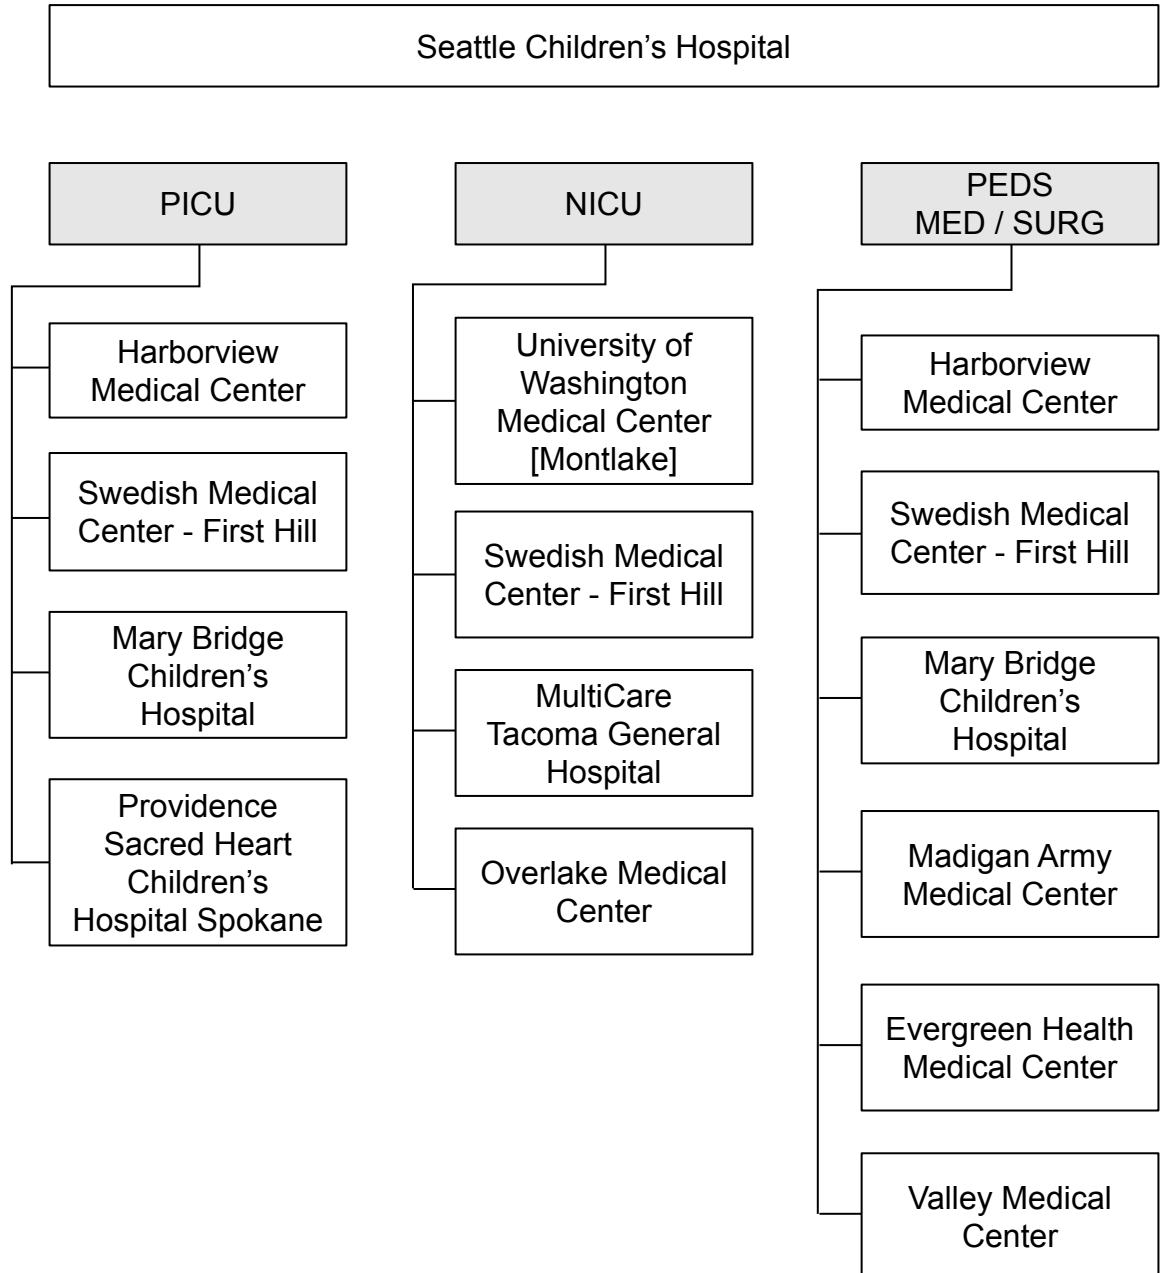 Seattle Children’s Hospital
PICU
Harborview
Medical Center
Swedish Medical
Center - First Hill
Mary Bridge
Children’s
Hospital
Providence
Sacred Heart
Children’s
Hospital Spokane
NICU
University of
Washington
Medical Center
[Montlake]
Swedish Medical
Center - First Hill
MultiCare
Tacoma General
Hospital
Overlake Medical
Center
PEDS
MED / SURG
Harborview
Medical Center
Swedish Medical
Center - First Hill
Mary Bridge
Children’s
Hospital
Madigan Army
Medical Center
Evergreen Health
Medical Center
Valley Medical
Center